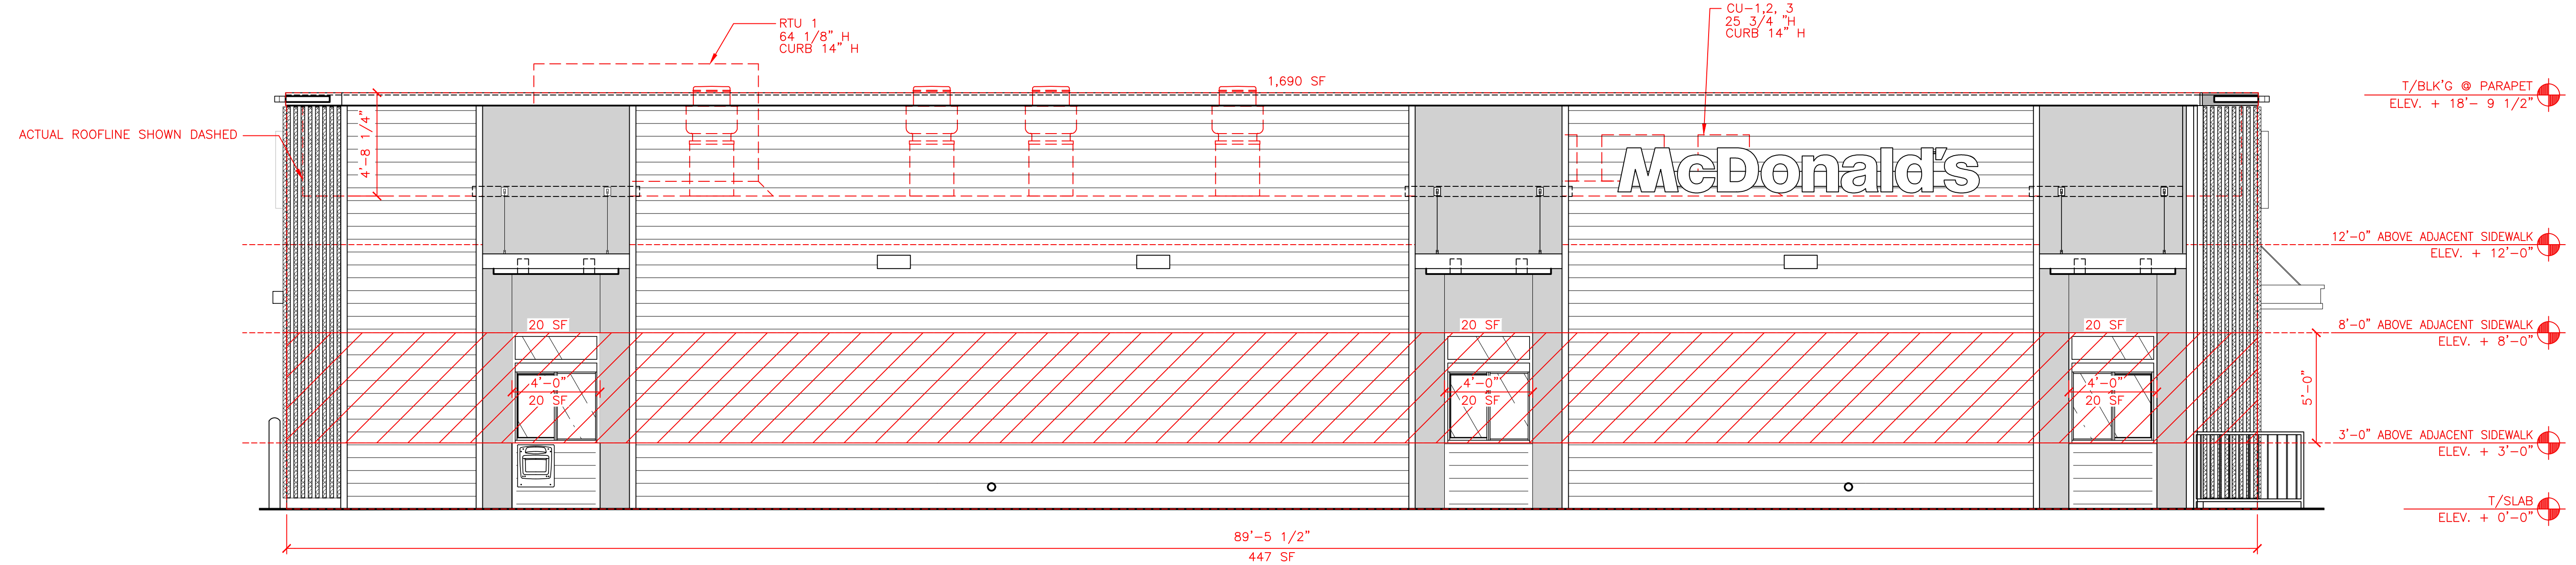 RTU 1
64 1/8" H
CURB 14" H
CU-1,2, 3
25 3/4 "H
CURB 14" H
1,690 SF
T/BLK'G @ PARAPET
ELEV. + 18'- 9 1/2"
ACTUAL ROOFLINE SHOWN DASHED
4'-8 1/4"
McDonald's
12'-0" ABOVE ADJACENT SIDEWALK
ELEV. + 12'-0"
20 SF
20 SF
20 SF
8'-0" ABOVE ADJACENT SIDEWALK
ELEV. + 8'-0"
4'-0"
20 SF
4'-0"
20 SF
4'-0"
20 SF
5'-0"
3'-0" ABOVE ADJACENT SIDEWALK
ELEV. + 3'-0"
T/SLAB
ELEV. + 0'-0"
89'-5 1/2"
447 SF